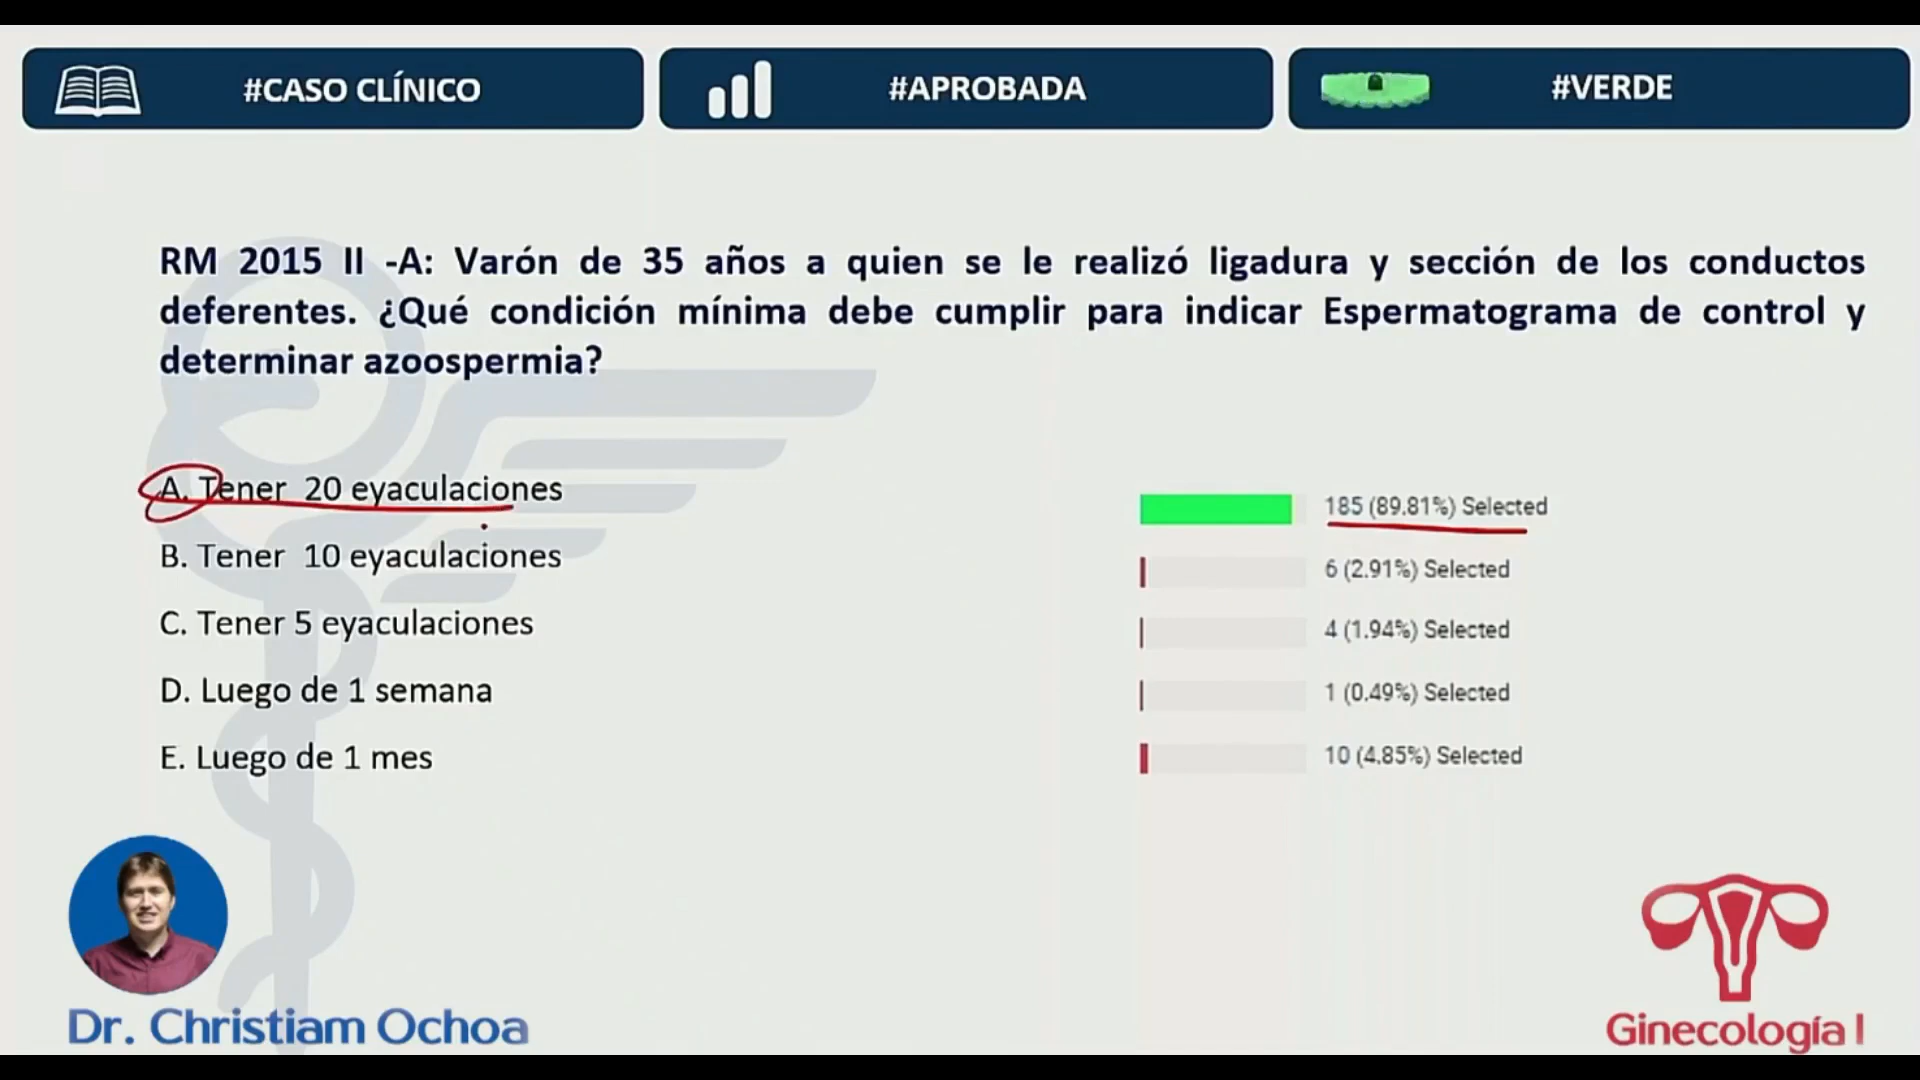 #CASO CLÍNICO
#APROBADA
#VERDE
RM 2015 II -A: Varón de 35 años a quien se le realizó ligadura y sección de los conductos
deferentes. ¿Qué condición mínima debe cumplir para indicar Espermatograma de control y
determinar azoospermia?
A. Tener 20 eyaculaciones
185 (89.81%) Selected
B. Tener 10 eyaculaciones
6 (2.91%) Selected
C. Tener 5 eyaculaciones
4 (1.94%) Selected
D. Luego de 1 semana
1 (0.49%) Selected
E. Luego de 1 mes
10 (4.85%) Selected
Dr. Christiam Ochoa
Ginecología I